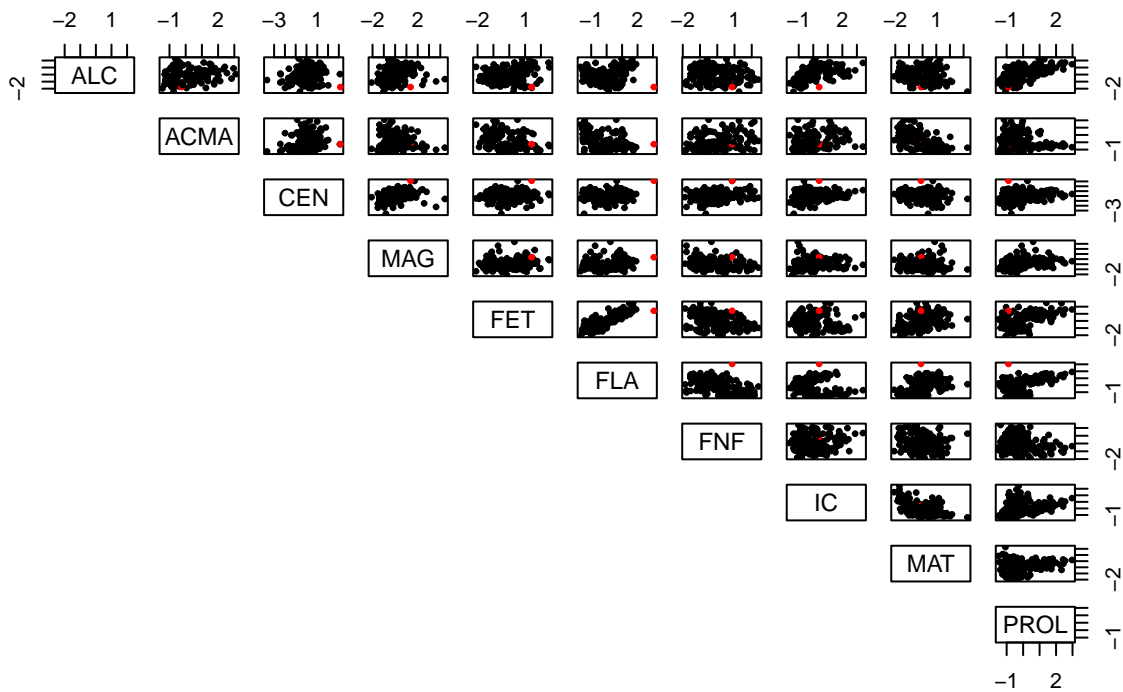 −2 1 −1 2 −3 1 −2 2 −2 1 −1 2 −2 1 −1 2 −2 1 −1 2
−2 ALC −2
ACMA −1
CEN −3
MAG −2
FET −2
FLA −1
FNF −2
IC −1
MAT −2
PROL −1
−1 2